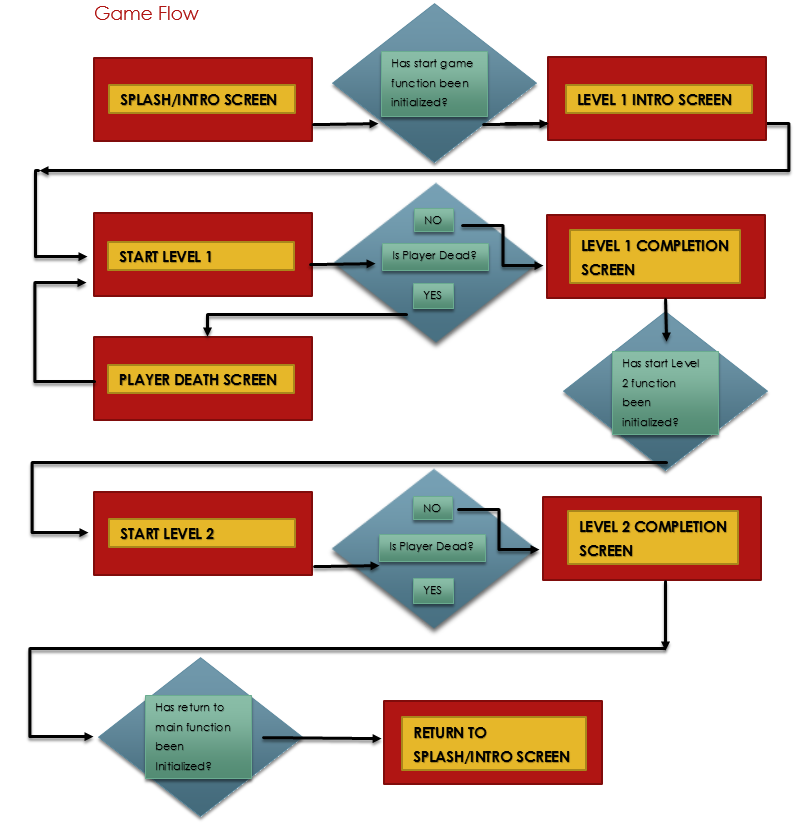 Game Flow
SPLASH/INTRO SCREEN
Has start game
function been
initialized?
LEVEL 1 INTRO SCREEN
START LEVEL 1
NO
Is Player Dead?
YES
LEVEL 1 COMPLETION
SCREEN
PLAYER DEATH SCREEN
Has start Level
2 function
been
initialized?
START LEVEL 2
NO
Is Player Dead?
YES
LEVEL 2 COMPLETION
SCREEN
Has return to
main function
been
Initialized?
RETURN TO
SPLASH/INTRO SCREEN